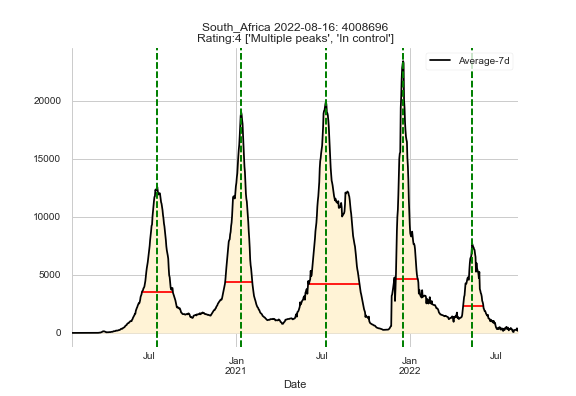 South_Africa 2022-08-16: 4008696
Rating:4 ['Multiple peaks', 'In control']
Average-7d
20000
15000
10000
5000
0
Jul
Jan
2021
Jul
Jan
2022
Jul
Date